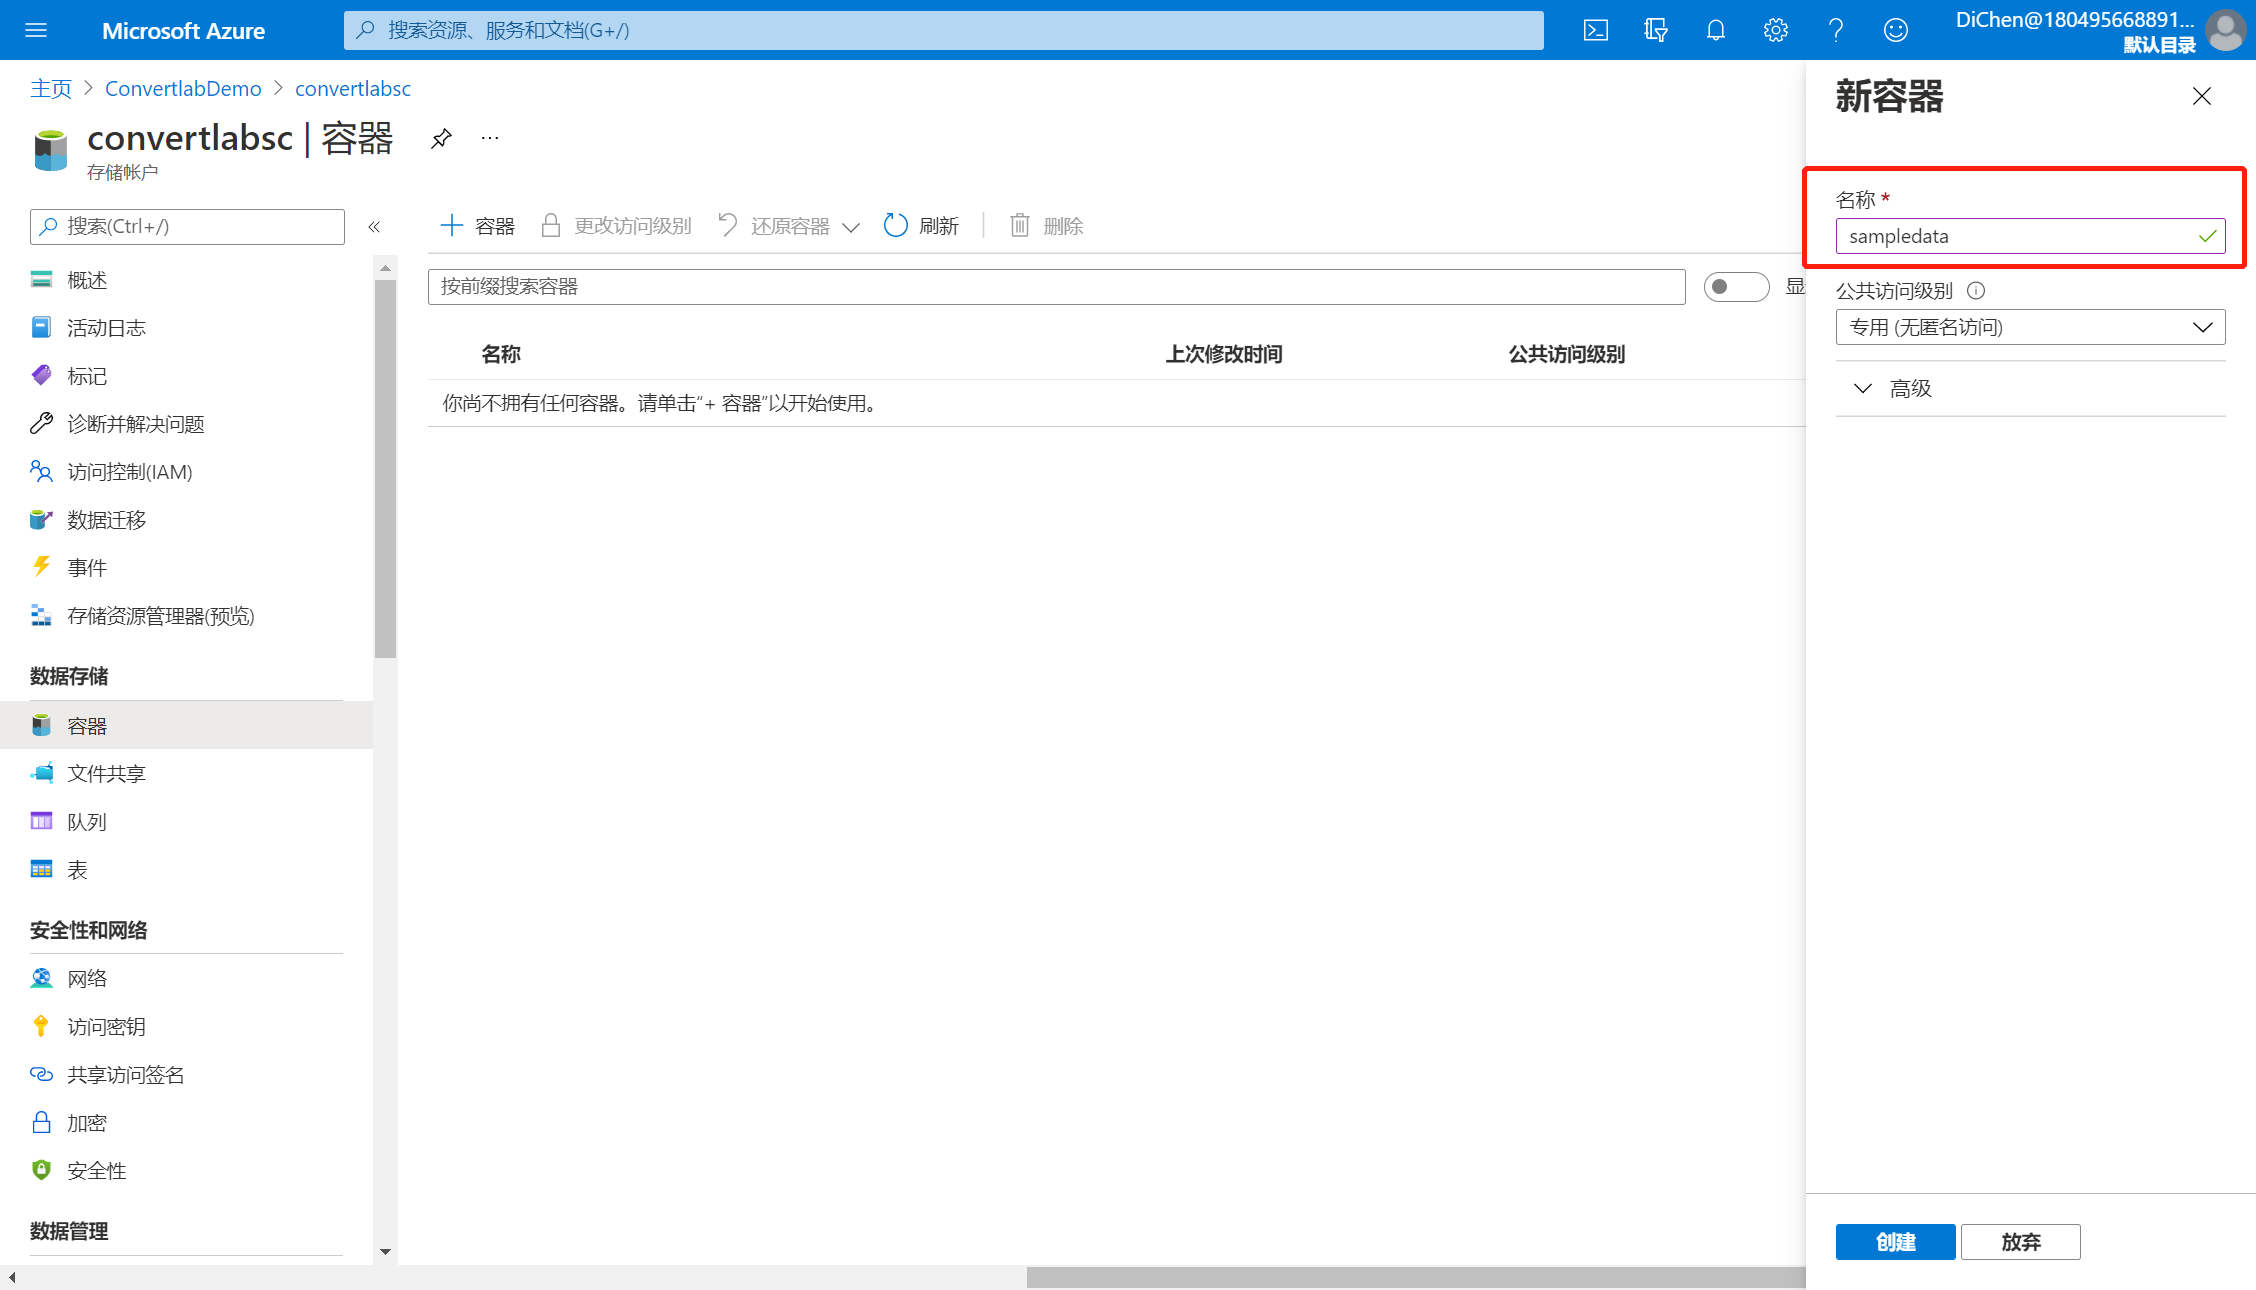 Microsoft Azure
搜索资源、服务和文档(G+/)
DiChen@180495668891...
默认目录
主页 > ConvertlabDemo > convertlabsc
convertlabsc | 容器
存储帐户
搜索(Ctrl+/)
概述
活动日志
标记
诊断并解决问题
访问控制(IAM)
数据迁移
事件
存储资源管理器(预览)
数据存储
容器
文件共享
队列
表
安全性和网络
网络
访问密钥
共享访问签名
加密
安全性
数据管理
容器 更改访问级别 还原容器 刷新 删除
按前缀搜索容器
显
名称 上次修改时间 公共访问级别
你尚不拥有任何容器。请单击“+ 容器”以开始使用。
新容器
名称 *
sampledata
公共访问级别
专用 (无匿名访问)
高级
创建 放弃